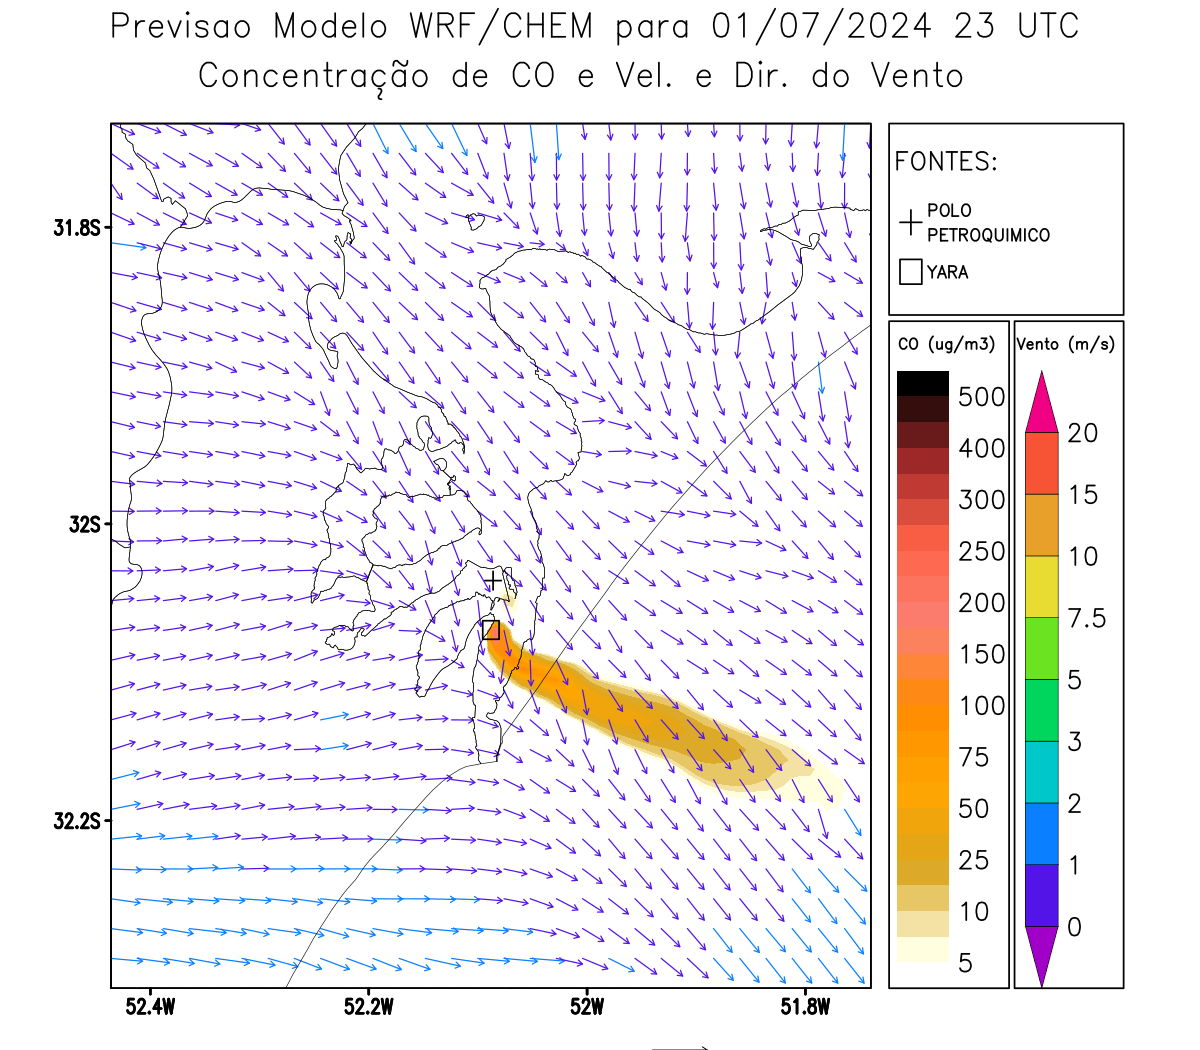 Previsao Modelo WRF/CHEM para 01/07/2024 23 UTC
Concentração de CO e Vel. e Dir. do Vento
FONTES:
POLO
PETROQUIMICO
YARA
CO (ug/m3)
500
400
300
250
200
150
100
75
50
25
10
5
Vento (m/s)
20
15
10
7.5
5
3
2
1
0
31.8S
32S
32.2S
52.4W
52.2W
52W
51.8W